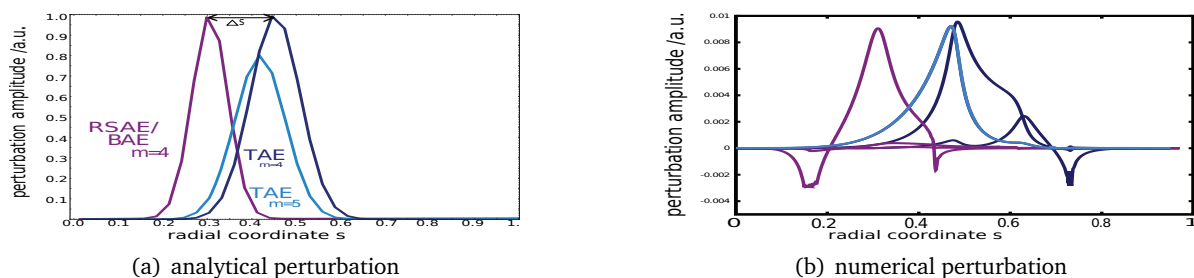 perturbation amplitude /a.u.
1.0
0.9
0.8
0.7
0.6
0.5
0.4
0.3
0.2
0.1
Δs
RSAE/
BAE
m=4
TAE
m=4
TAE
m=5
0.0 0.1 0.2 0.3 0.4 0.5 0.6 0.7 0.8 0.9 1.
radial coordinate s
(a) analytical perturbation
perturbation amplitude /a.u.
0.01
0.008
0.006
0.004
0.002
0
-0.002
-0.004
0 0.2 0.4 0.6 0.8 1
radial coordinate s
(b) numerical perturbation